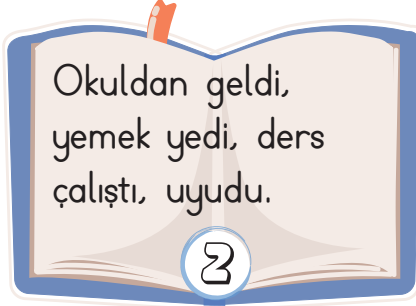 Okuldan geldi,
yemek yedi, ders
çalıştı, uyudu.
2